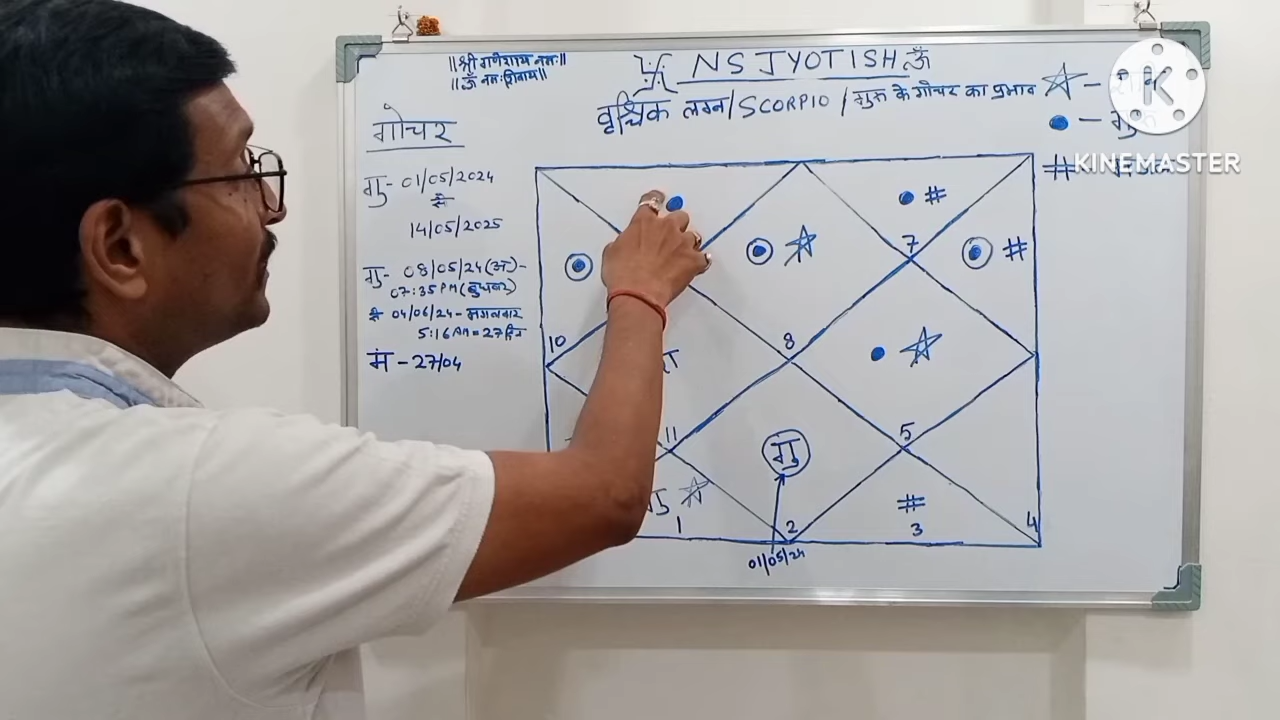 ||श्री गणेशाय नमः||
||ॐ नमः शिवाय||
NS JYOTISH ॐ
वृश्चिक लग्न/SCORPIO/गुरु के गोचर का प्रभाव
गोचर
गु- 01/05/2024
से
14/05/2025
गु- 08/05/24(अ)-
07:35 PM(बुधवार)
से 04/06/24-मंगलवार
5:16 AM=27दिन
मं - 27/04
- गुरु
#-
K
KINEMASTER
#
7
#
10
8
11
गु
5
गु
#
1
2
3
4
01/05/24